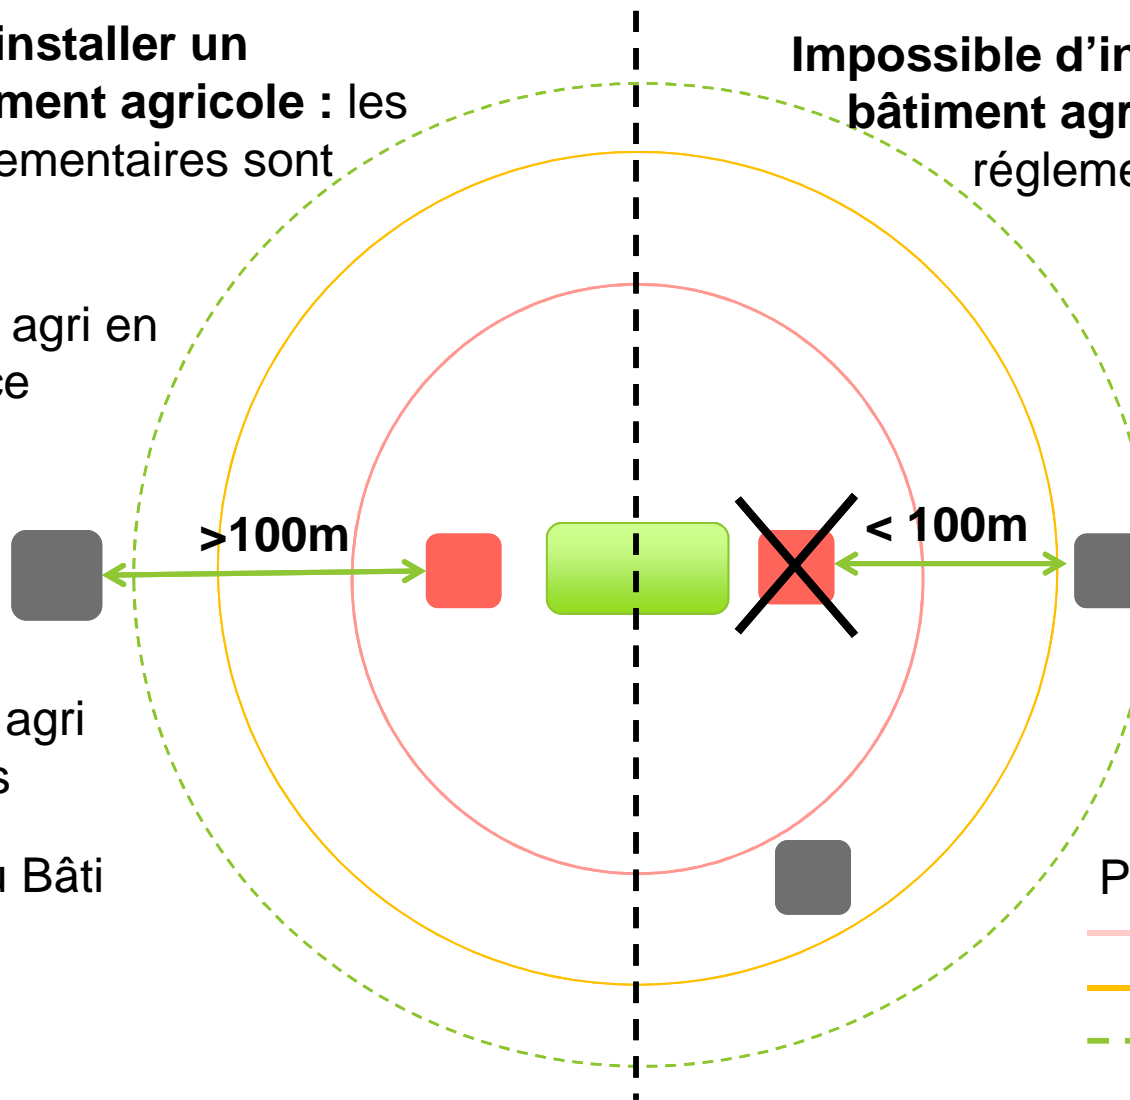 installer un
ment agricole : les
ementaires sont
Impossible d'in
bâtiment agr
régleme
agri en
ce
>100m
< 100m
agri
s
u Bâti
P